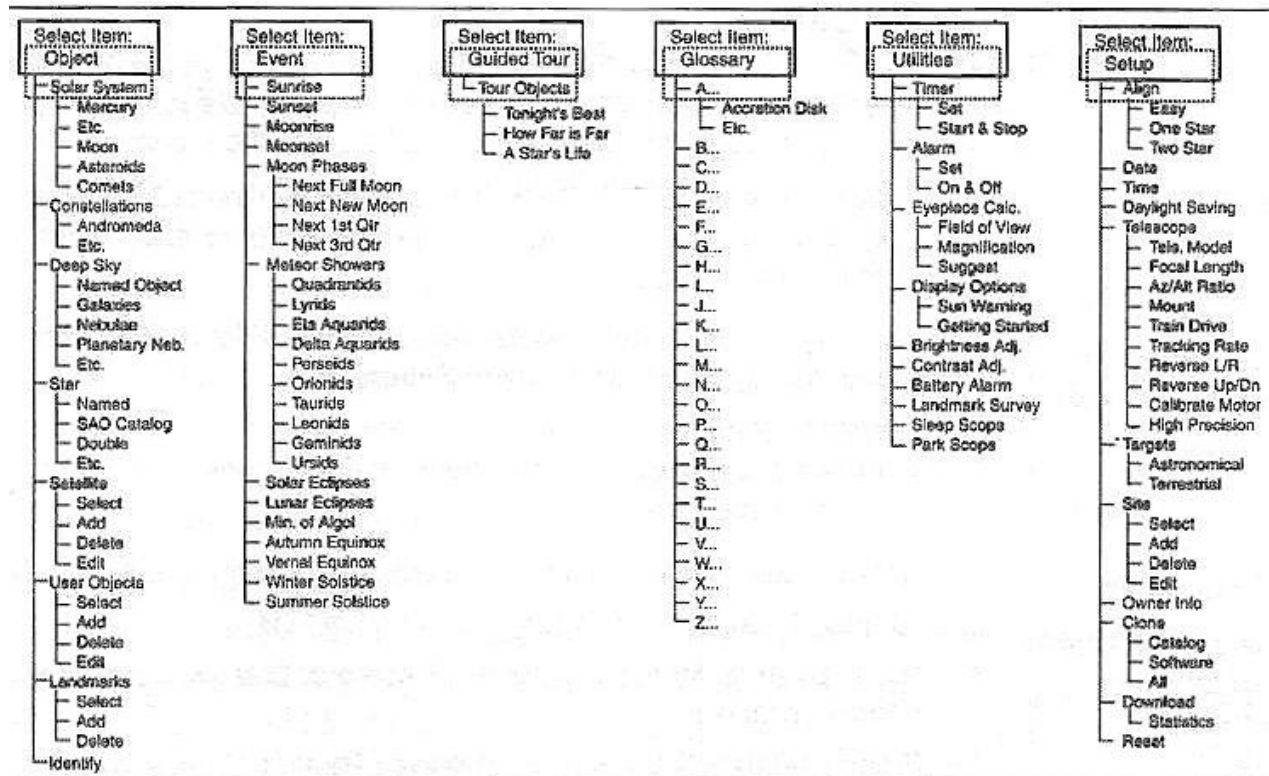 Select Item:
Object
Solar System
Mercury
Etc.
Moon
Asteroids
Comets
Constellations
Andromeda
Etc.
Deep Sky
Named Object
Galaxies
Nebulae
Planetary Neb.
Etc.
Star
Named
SAO Catalog
Double
Etc.
Satellite
Select
Add
Delete
Edit
User Objects
Select
Add
Delete
Edit
Landmarks
Select
Add
Delete
Identify
Select Item:
Event
Sunrise
Sunset
Moonrise
Moonset
Moon Phases
Next Full Moon
Next New Moon
Next 1st Qtr
Next 3rd Qtr
Meteor Showers
Quadrantids
Lyrids
Eta Aquarids
Delta Aquarids
Perseids
Orionids
Taurids
Leonids
Geminids
Ursids
Solar Eclipses
Lunar Eclipses
Min. of Algol
Autumn Equinox
Vernal Equinox
Winter Solstice
Summer Solstice
Select Item:
Guided Tour
Tour Objects
Tonight's Best
How Far is Far
A Star's Life
Select Item:
Glossary
A...
Accretion Disk
Etc.
B...
C...
D...
E...
F...
G...
H...
I...
J...
K...
L...
M...
N...
O...
P...
Q...
R...
S...
T...
U...
V...
W...
X...
Y...
Z...
Select Item:
Utilities
Timer
Set
Start & Stop
Alarm
Set
On & Off
Eyepiece Calc.
Field of View
Magnification
Suggest
Display Options
Sun Warning
Getting Started
Brightness Adj.
Contrast Adj.
Battery Alarm
Landmark Survey
Sleep Scope
Park Scope
Select Item:
Setup
Align
Easy
One Star
Two Star
Date
Time
Daylight Saving
Telescope
Tele. Model
Focal Length
Az/Alt Ratio
Mount
Train Drive
Tracking Rate
Reverse L/R
Reverse Up/Dn
Calibrate Motor
High Precision
Targets
Astronomical
Terrestrial
Site
Select
Add
Delete
Edit
Owner Info
Clone
Catalog
Software
All
Download
Statistics
Reset